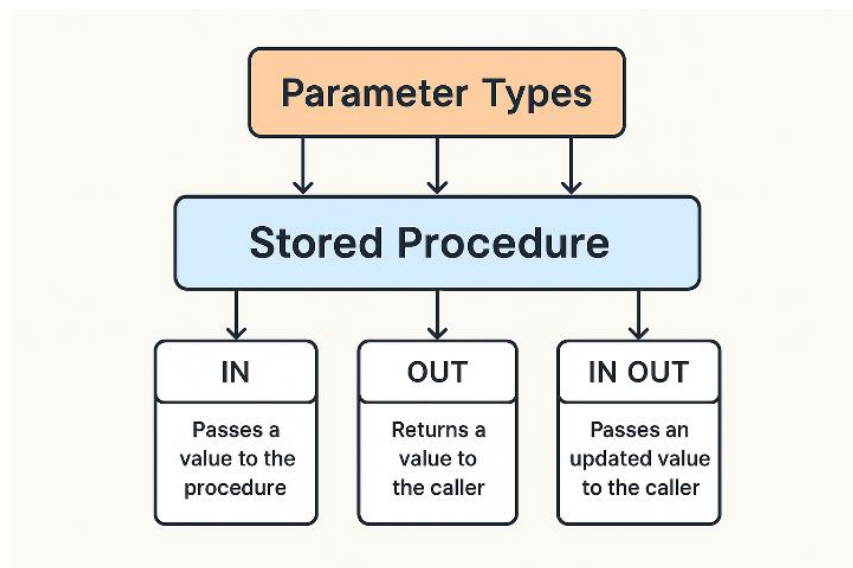 Parameter Types
Stored Procedure
IN
Passes a
value to the
procedure
OUT
Returns a
value to
the caller
IN OUT
Passes an
updated value
to the caller